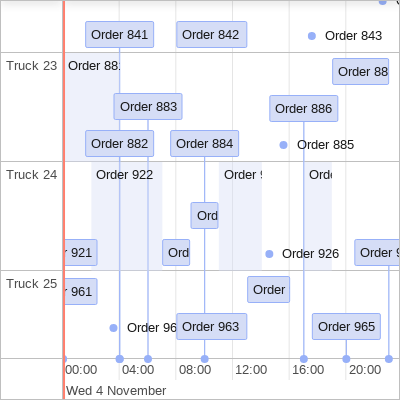 Order 841
Order 842
Order 843
Truck 23
Order 88
Order 88
Order 883
Order 886
Order 882
Order 884
Order 885
Truck 24
Order 922
Order 9
Ord
Ord
921
Ord
Order 926
Order 9
Truck 25
961
Order
Order 96
Order 963
Order 965
00:00
04:00
08:00
12:00
16:00
20:00
Wed 4 November